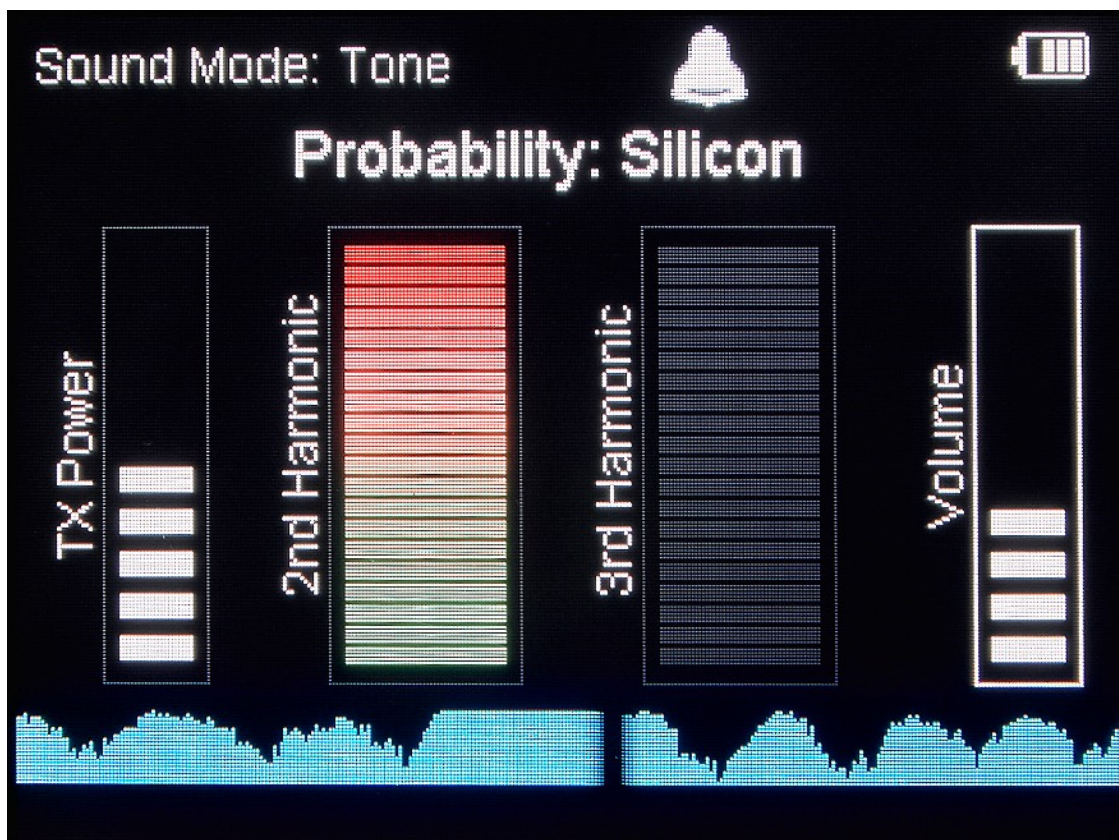 Sound Mode: Tone
Probability: Silicon
TX Power
2nd Harmonic
3rd Harmonic
Volume